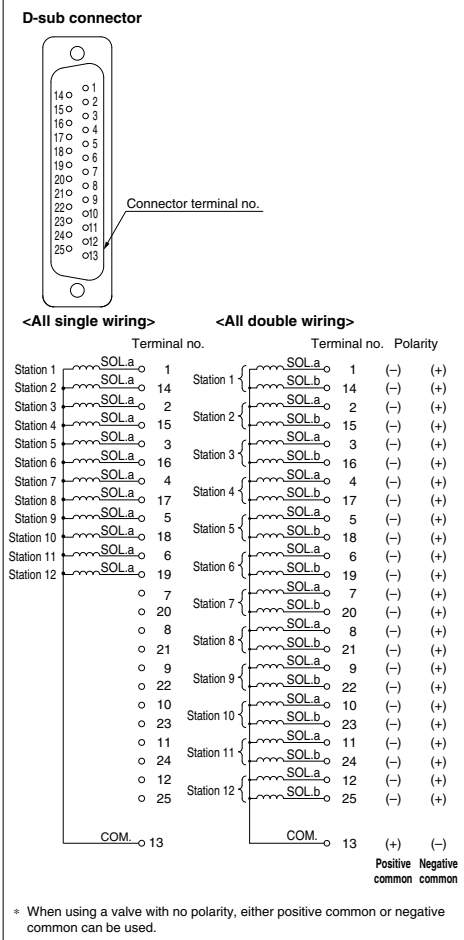 D-sub connector
1
14
2
15
3
16
4
17
5
18
6
19
7
20
8
21
9
22
10
23
11
24
12
25
13
Connector terminal no.
<All single wiring> <All double wiring>
Terminal no. Terminal no. Polarity
Station 1 SOL.a 1 Station 1 SOL.a 1 (–) (+)
Station 2 SOL.a 14 SOL.b 14 (–) (+)
Station 3 SOL.a 2 Station 2 SOL.a 2 (–) (+)
Station 4 SOL.a 15 SOL.b 15 (–) (+)
Station 5 SOL.a 3 Station 3 SOL.a 3 (–) (+)
Station 6 SOL.a 16 SOL.b 16 (–) (+)
Station 7 SOL.a 4 Station 4 SOL.a 4 (–) (+)
Station 8 SOL.a 17 SOL.b 17 (–) (+)
Station 9 SOL.a 5 Station 5 SOL.a 5 (–) (+)
Station 10 SOL.a 18 SOL.b 18 (–) (+)
Station 11 SOL.a 6 Station 6 SOL.a 6 (–) (+)
Station 12 SOL.a 19 SOL.b 19 (–) (+)
7 Station 7 SOL.a 7 (–) (+)
20 SOL.b 20 (–) (+)
8 Station 8 SOL.a 8 (–) (+)
21 SOL.b 21 (–) (+)
9 Station 9 SOL.a 9 (–) (+)
22 SOL.b 22 (–) (+)
10 Station 10 SOL.a 10 (–) (+)
23 SOL.b 23 (–) (+)
11 Station 11 SOL.a 11 (–) (+)
24 SOL.b 24 (–) (+)
12 Station 12 SOL.a 12 (–) (+)
25 SOL.b 25 (–) (+)
COM. 13 COM. 13 (+) (–)
Positive Negative
common common
* When using a valve with no polarity, either positive common or negative
common can be used.